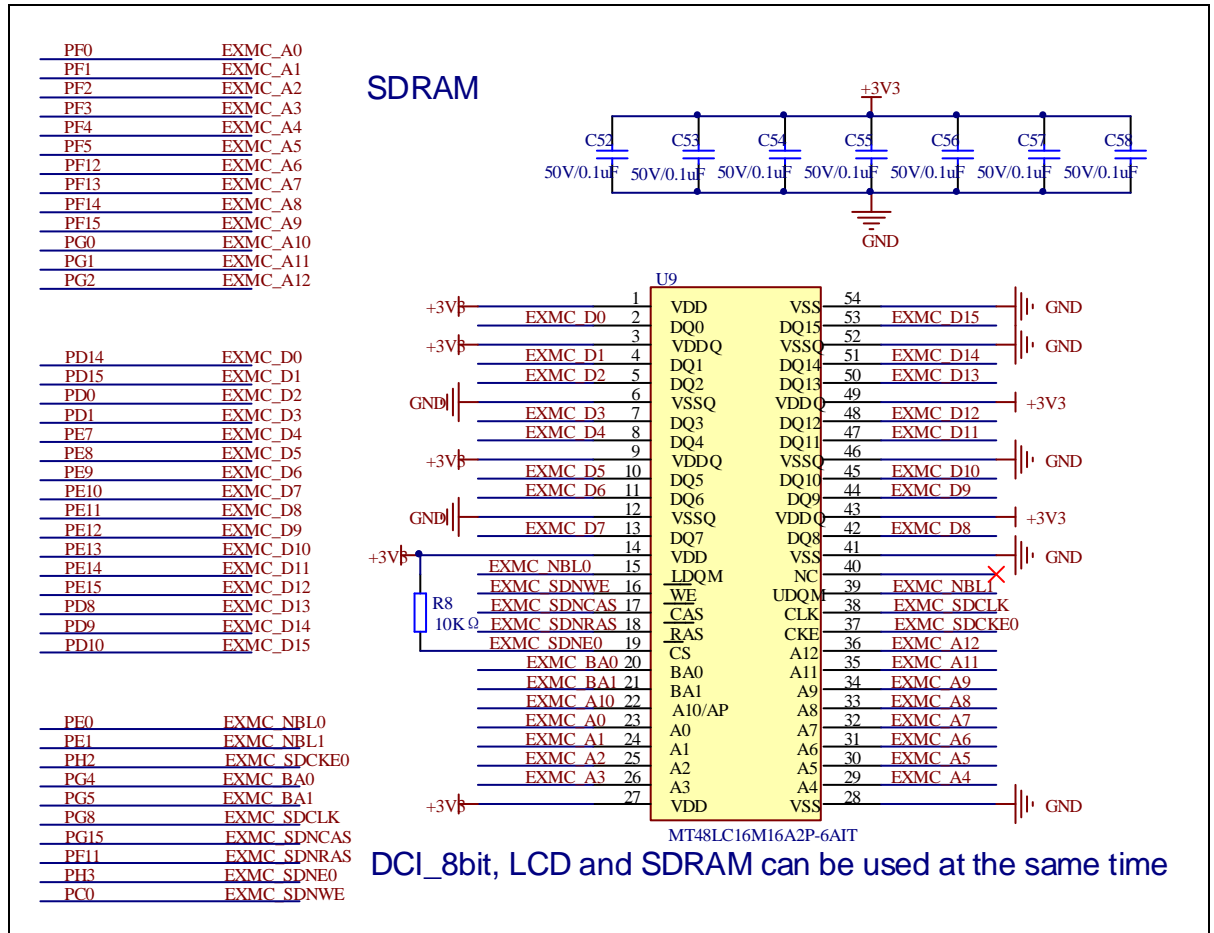 PF0 EXMC_A0
PF1 EXMC_A1
PF2 EXMC_A2
PF3 EXMC_A3
PF4 EXMC_A4
PF5 EXMC_A5
PF12 EXMC_A6
PF13 EXMC_A7
PF14 EXMC_A8
PF15 EXMC_A9
PG0 EXMC_A10
PG1 EXMC_A11
PG2 EXMC_A12
PD14 EXMC_D0
PD15 EXMC_D1
PD0 EXMC_D2
PD1 EXMC_D3
PE7 EXMC_D4
PE8 EXMC_D5
PE9 EXMC_D6
PE10 EXMC_D7
PE11 EXMC_D8
PE12 EXMC_D9
PE13 EXMC_D10
PE14 EXMC_D11
PE15 EXMC_D12
PD8 EXMC_D13
PD9 EXMC_D14
PD10 EXMC_D15
PE0 EXMC_NBL0
PE1 EXMC_NBL1
PH2 EXMC_SDCKE0
PG4 EXMC_BA0
PG5 EXMC_BA1
PG8 EXMC_SDCLK
PG15 EXMC_SDNCAS
PF11 EXMC_SDNRAS
PH3 EXMC_SDNE0
PC0 EXMC_SDNWE
SDRAM
+3V3
C52 C53 C54 C55 C56 C57 C58
50V/0.1uF 50V/0.1uF 50V/0.1uF 50V/0.1uF 50V/0.1uF 50V/0.1uF 50V/0.1uF
GND
U9
+3V3 1 VDD VSS 54 GND
EXMC_D0 2 DQ0 DQ15 53 EXMC_D15
+3V3 3 VDDQ VSSQ 52 GND
EXMC_D1 4 DQ1 DQ14 51 EXMC_D14
EXMC_D2 5 DQ2 DQ13 50 EXMC_D13
GND 6 VSSQ VDDQ 49 +3V3
EXMC_D3 7 DQ3 DQ12 48 EXMC_D12
EXMC_D4 8 DQ4 DQ11 47 EXMC_D11
+3V3 9 VDDQ VSSQ 46 GND
EXMC_D5 10 DQ5 DQ10 45 EXMC_D10
EXMC_D6 11 DQ6 DQ9 44 EXMC_D9
GND 12 VSSQ VDDQ 43 +3V3
EXMC_D7 13 DQ7 DQ8 42 EXMC_D8
+3V3 14 VDD VSS 41 GND
EXMC_NBL0 15 LDQM NC 40
EXMC_SDNWE 16 WE UDQM 39 EXMC_NBL1
EXMC_SDNCAS 17 CAS CLK 38 EXMC_SDCLK
EXMC_SDNRAS 18 RAS CKE 37 EXMC_SDCKE0
EXMC_SDNE0 19 CS A12 36 EXMC_A12
EXMC_BA0 20 BA0 A11 35 EXMC_A11
EXMC_BA1 21 BA1 A9 34 EXMC_A9
EXMC_A10 22 A10/AP A8 33 EXMC_A8
EXMC_A0 23 A0 A7 32 EXMC_A7
EXMC_A1 24 A1 A6 31 EXMC_A6
EXMC_A2 25 A2 A5 30 EXMC_A5
EXMC_A3 26 A3 A4 29 EXMC_A4
+3V3 27 VDD VSS 28 GND
R8
10KΩ
MT48LC16M16A2P-6AIT
DCI_8bit, LCD and SDRAM can be used at the same time